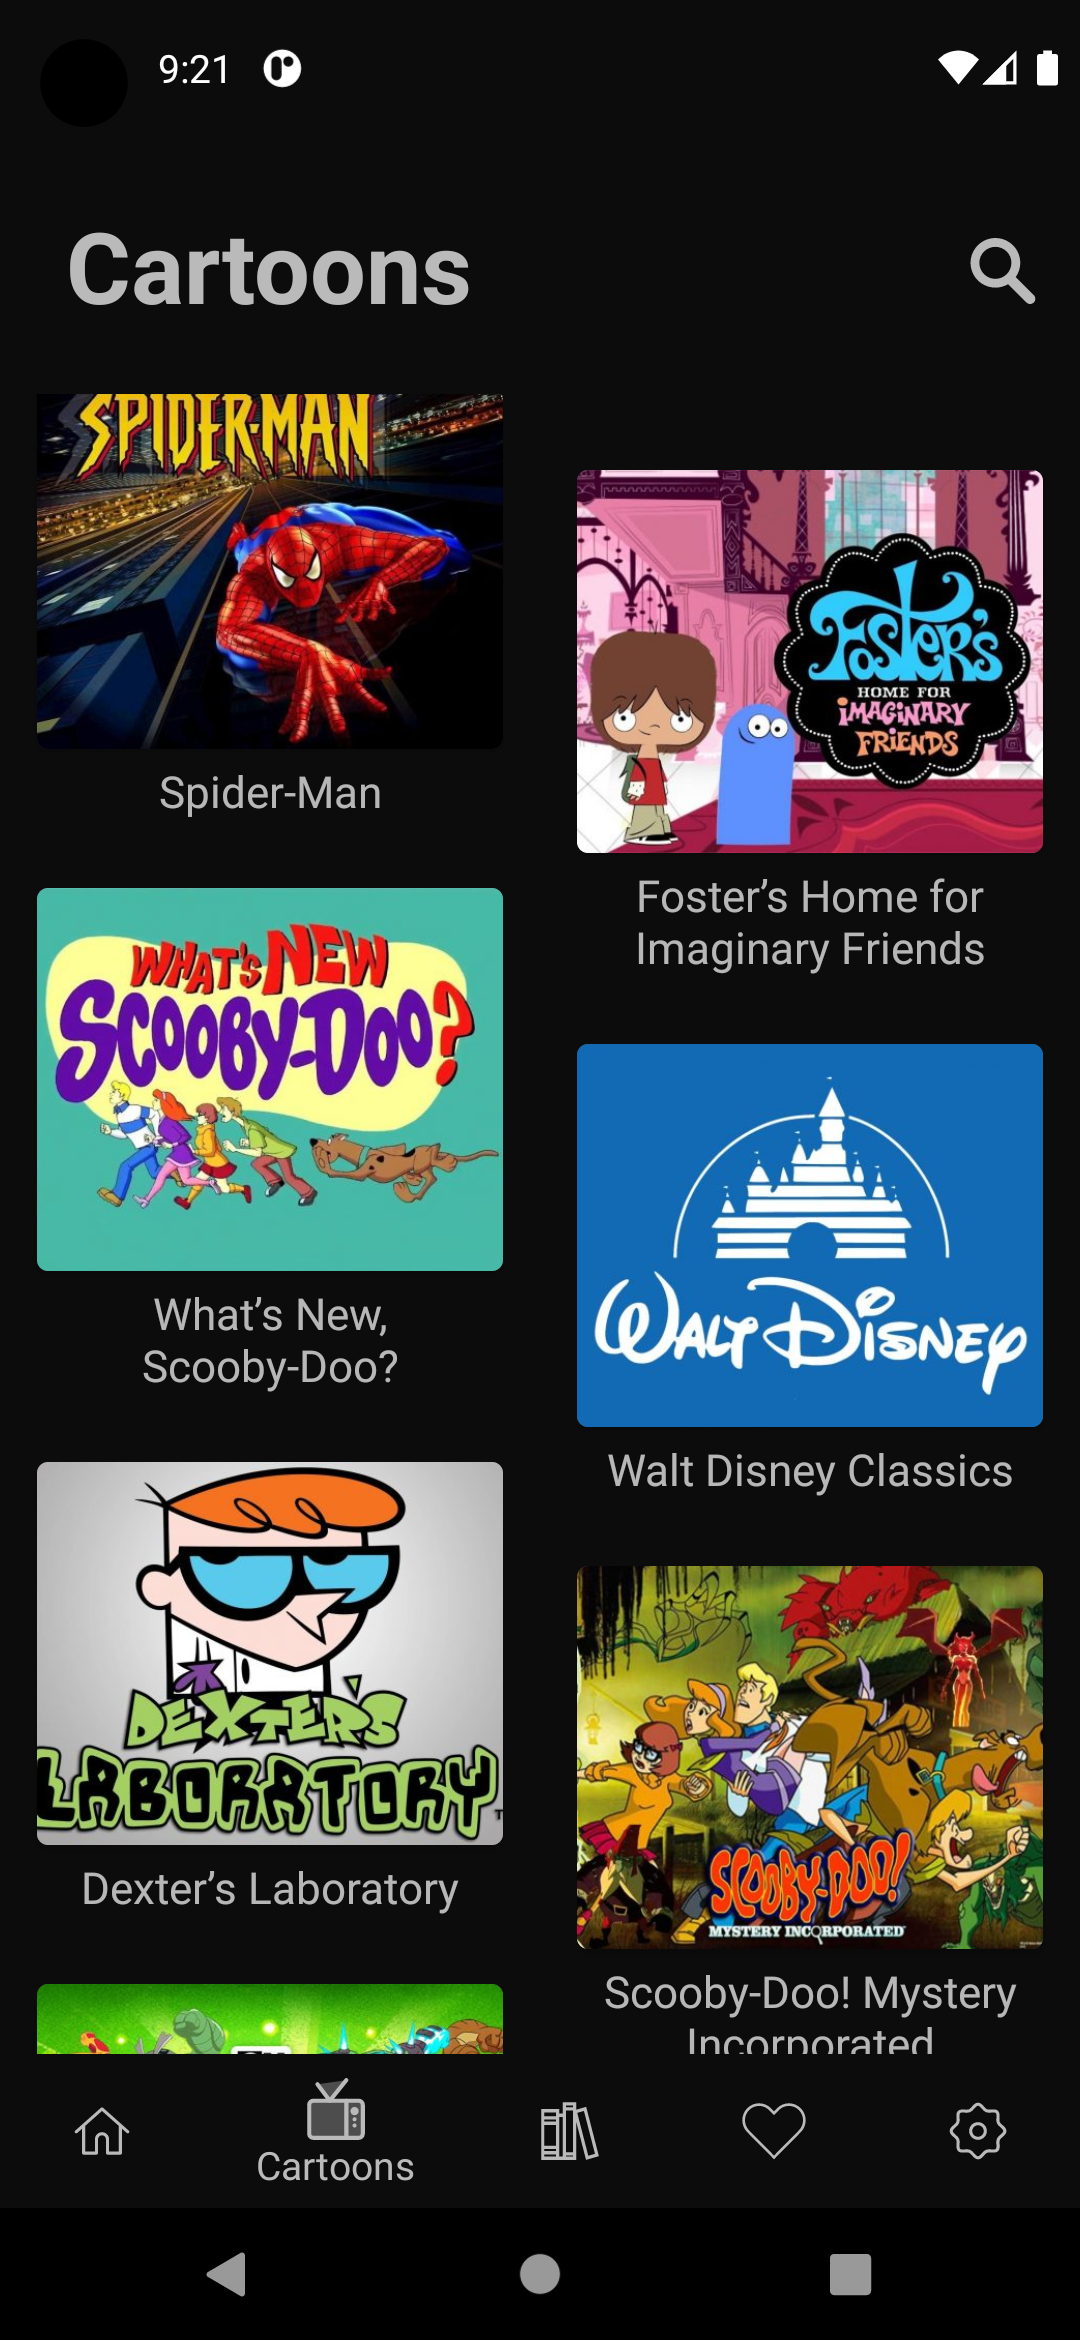 9:21
Cartoons
SPIDER-MAN
Spider-Man
FOSTER'S
HOME FOR
IMAGINARY
FRIENDS
Foster’s Home for
Imaginary Friends
WHAT'S NEW
SCOOBY-DOO?
What’s New,
Scooby-Doo?
WALT DISNEY
Walt Disney Classics
DEXTER'S
LABORATORY
Dexter’s Laboratory
SCOOBY-DOO!
MYSTERY INCORPORATED
Scooby-Doo! Mystery
Incorporated
Cartoons